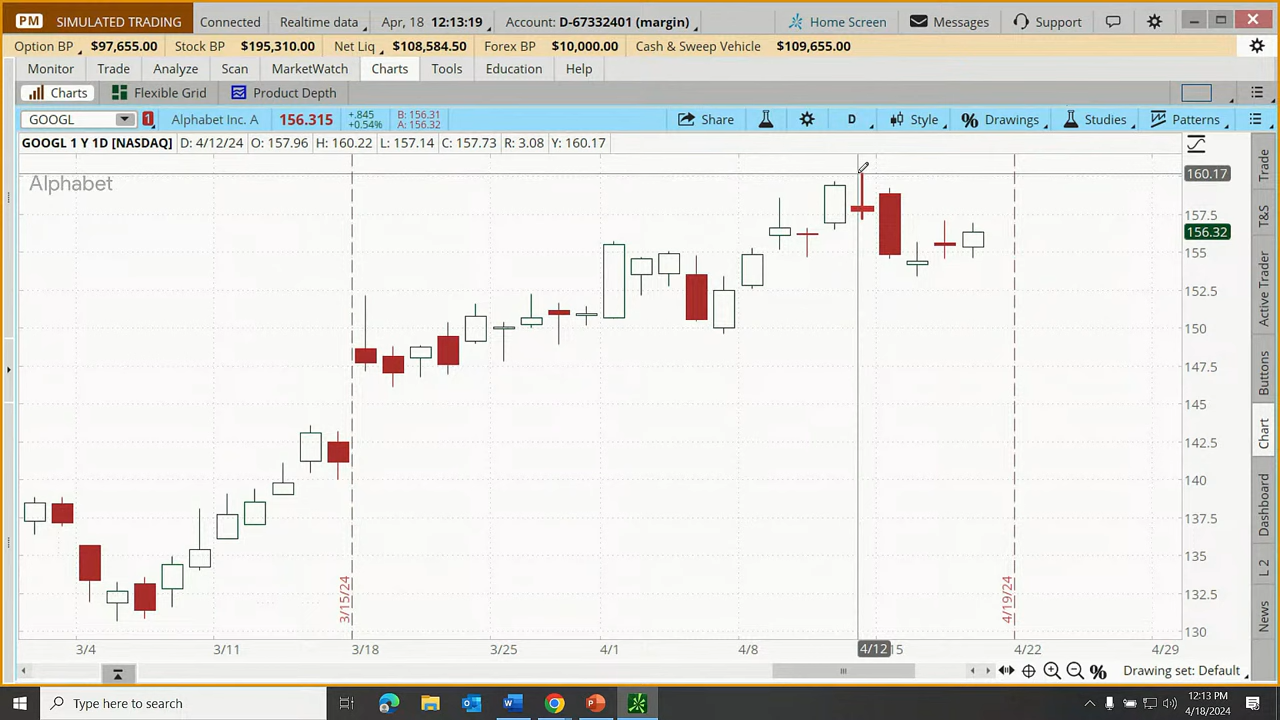 PM SIMULATED TRADING Connected Realtime data Apr, 18 12:13:19 Account: D-67332401 (margin) Home Screen Messages Support
Option BP $97,655.00 Stock BP $195,310.00 Net Liq $108,584.50 Forex BP $10,000.00 Cash & Sweep Vehicle $109,655.00
Monitor Trade Analyze Scan MarketWatch Charts Tools Education Help
Charts Flexible Grid Product Depth
GOOGL 1 Alphabet Inc. A 156.315 +.845 +0.54% B: 156.31 A: 156.32 Share D Style Drawings Studies Patterns
GOOGL 1 Y 1D [NASDAQ] D: 4/12/24 O: 157.96 H: 160.22 L: 157.14 C: 157.73 R: 3.08 Y: 160.17
Alphabet
160.17
157.5
156.32
155
152.5
150
147.5
145
142.5
140
137.5
135
132.5
130
3/15/24
4/19/24
3/4 3/11 3/18 3/25 4/1 4/8 4/12 15 4/22 4/29
Drawing set: Default
Trade
T&S
Active Trader
Buttons
Chart
Dashboard
L 2
News
Type here to search
12:13 PM
4/18/2024